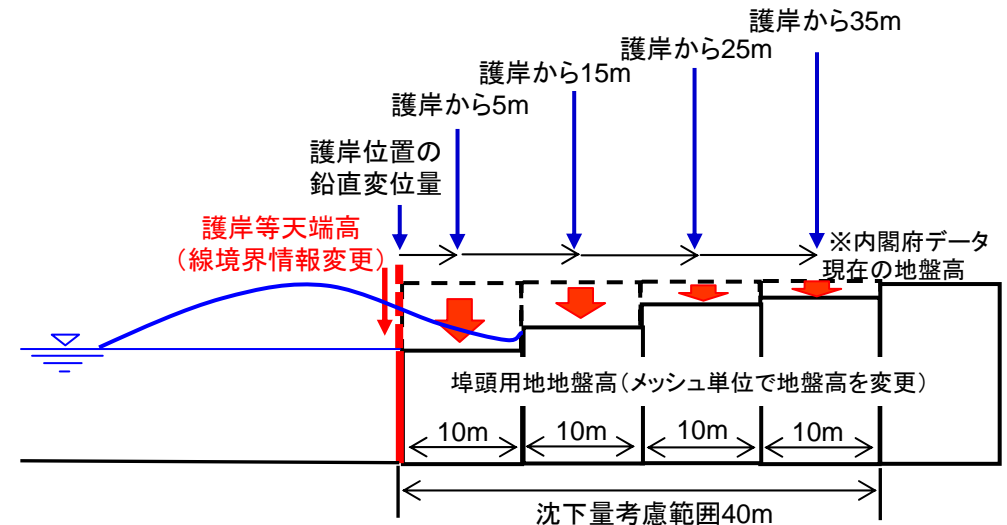 護岸から35m
護岸から25m
護岸から15m
護岸から5m
護岸位置の
鉛直変位量
護岸等天端高
（線境界情報変更）
※内閣府データ
現在の地盤高
埠頭用地地盤高（メッシュ単位で地盤高を変更）
10m
10m
10m
10m
沈下量考慮範囲40m